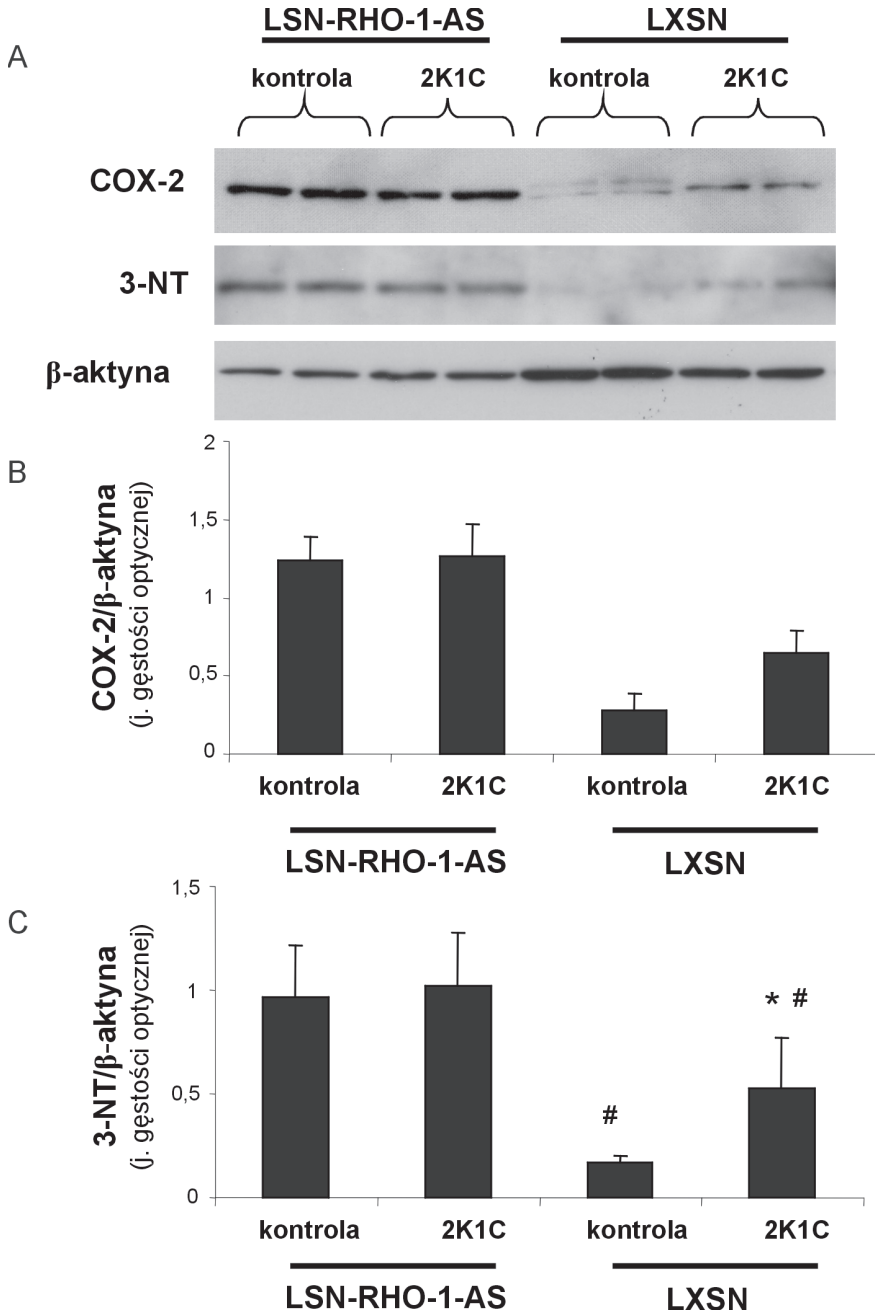 LSN-RHO-1-AS LXSN
A
kontrola 2K1C kontrola 2K1C
COX-2
3-NT
β-aktyna
B
COX-2/β-aktyna
(j. gęstości optycznej)
2
1,5
1
0,5
0
kontrola 2K1C kontrola 2K1C
LSN-RHO-1-AS LXSN
C
3-NT/β-aktyna
(j. gęstości optycznej)
1,5
1
0,5
0
#
* #
kontrola 2K1C kontrola 2K1C
LSN-RHO-1-AS LXSN